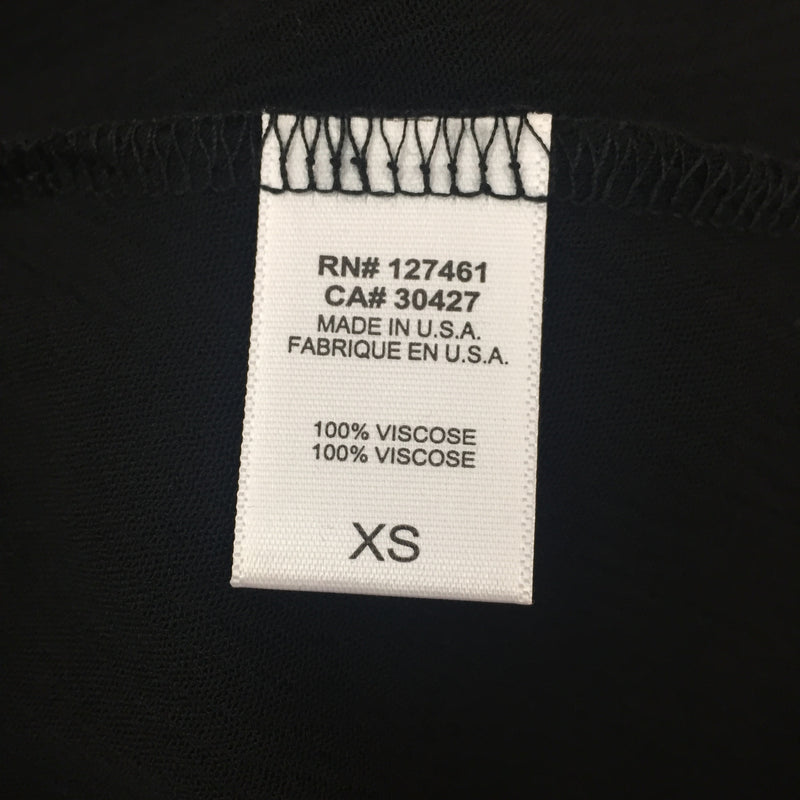 RN# 127461
CA# 30427
MADE IN U.S.A.
FABRIQUE EN U.S.A.
100% VISCOSE
100% VISCOSE
XS